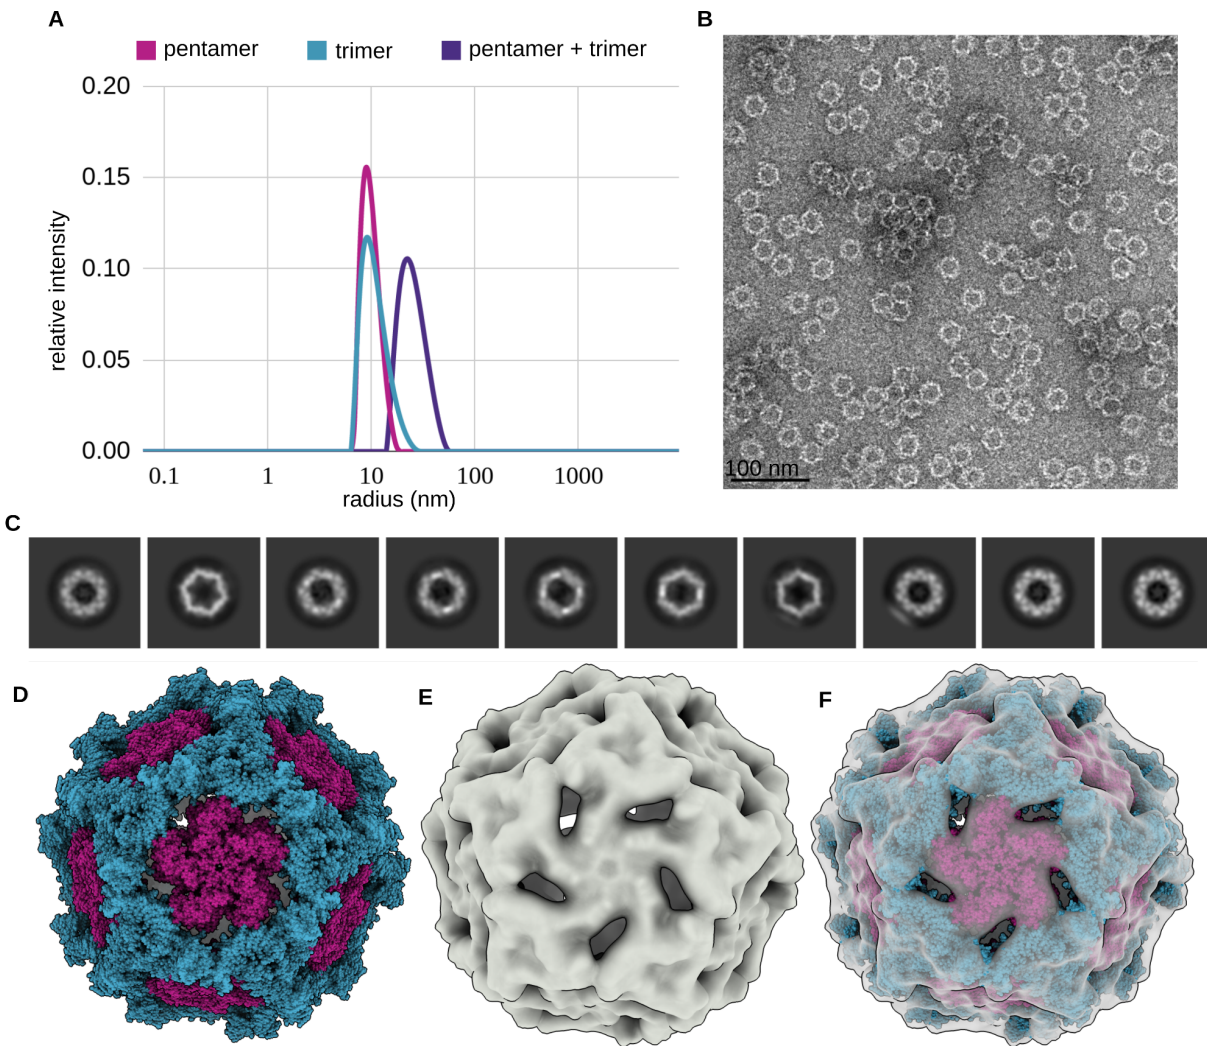 A
pentamer
trimer
pentamer + trimer
0.20
0.15
0.10
0.05
0.00
relative intensity
0.1
1
10
100
1000
radius (nm)
B
100 nm
C
D
E
F